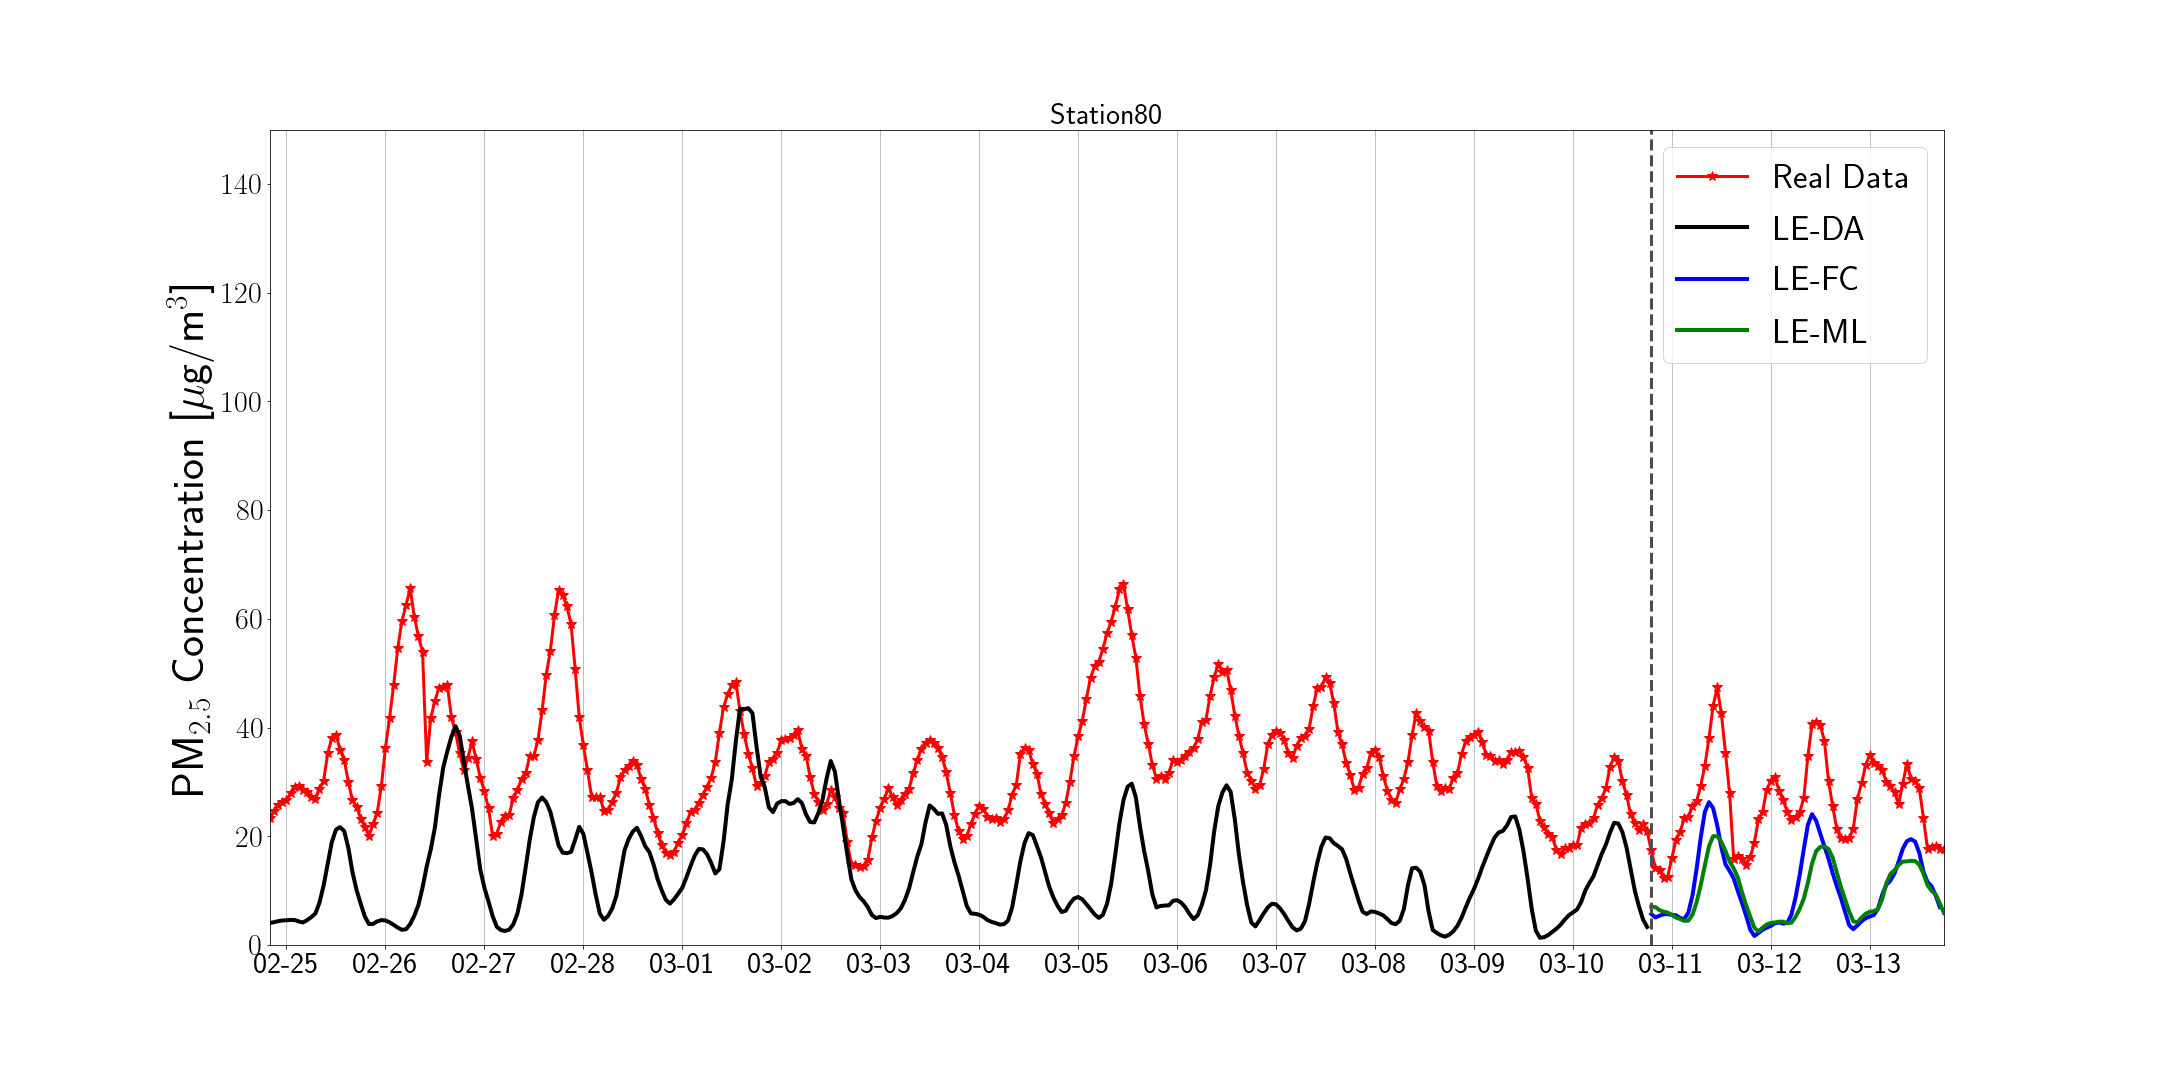 Station80
PM2.5 Concentration [μg/m³]
140
120
100
80
60
40
20
0
Real Data
LE-DA
LE-FC
LE-ML
02-25 02-26 02-27 02-28 03-01 03-02 03-03 03-04 03-05 03-06 03-07 03-08 03-09 03-10 03-11 03-12 03-13